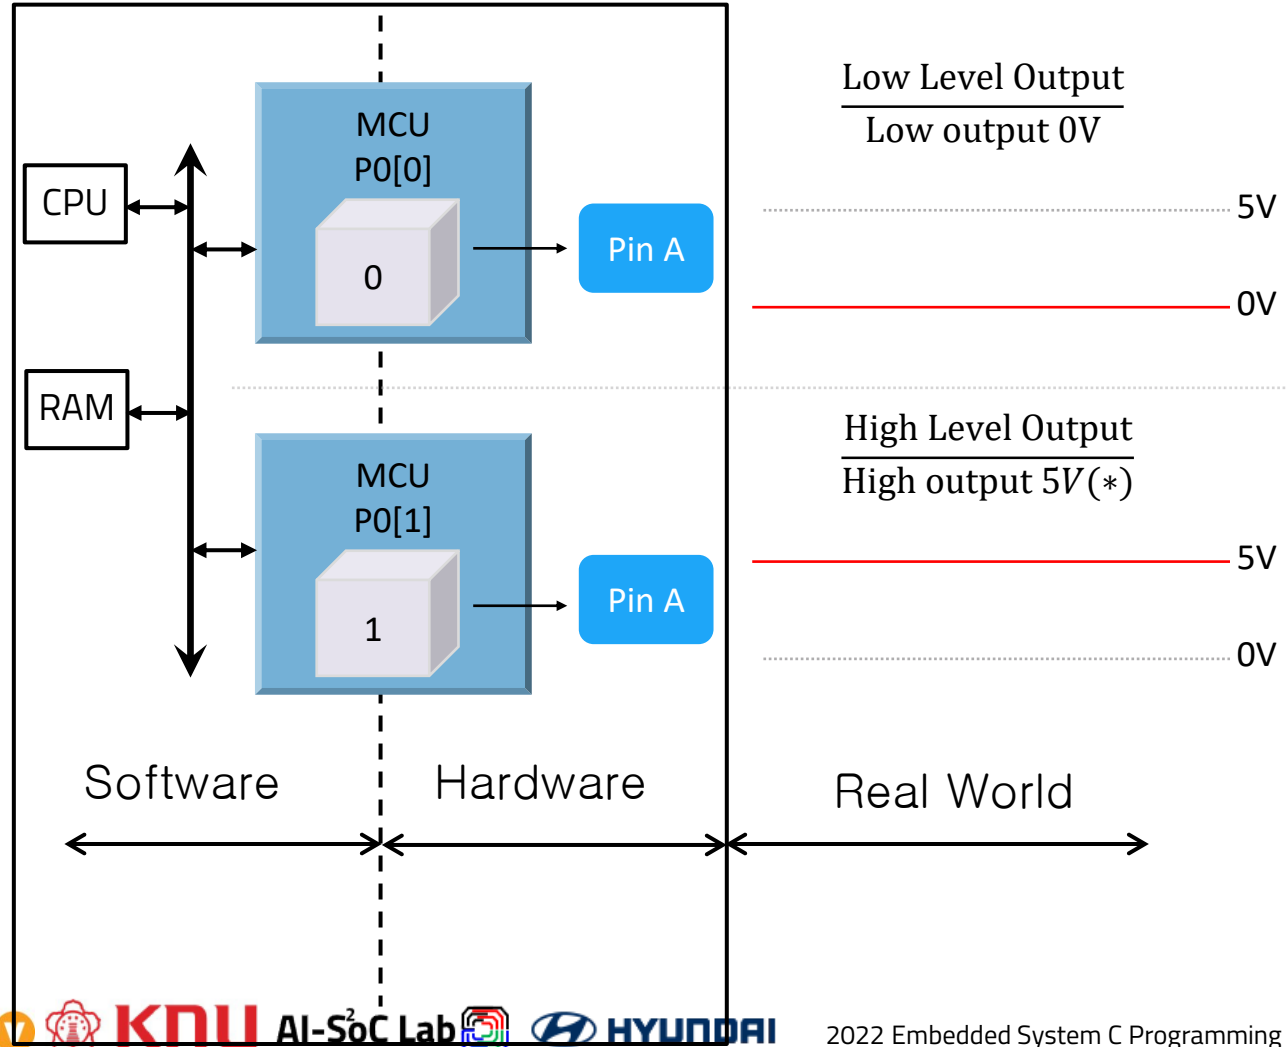 MCU
P0[0]
0
CPU
Pin A
Low Level Output
Low output 0V
5V
0V
RAM
MCU
P0[1]
1
Pin A
High Level Output
High output 5V(*)
5V
0V
Software
Hardware
Real World
V
KNU
AI-S²oC Lab
HYUNDAI
2022 Embedded System C Programming